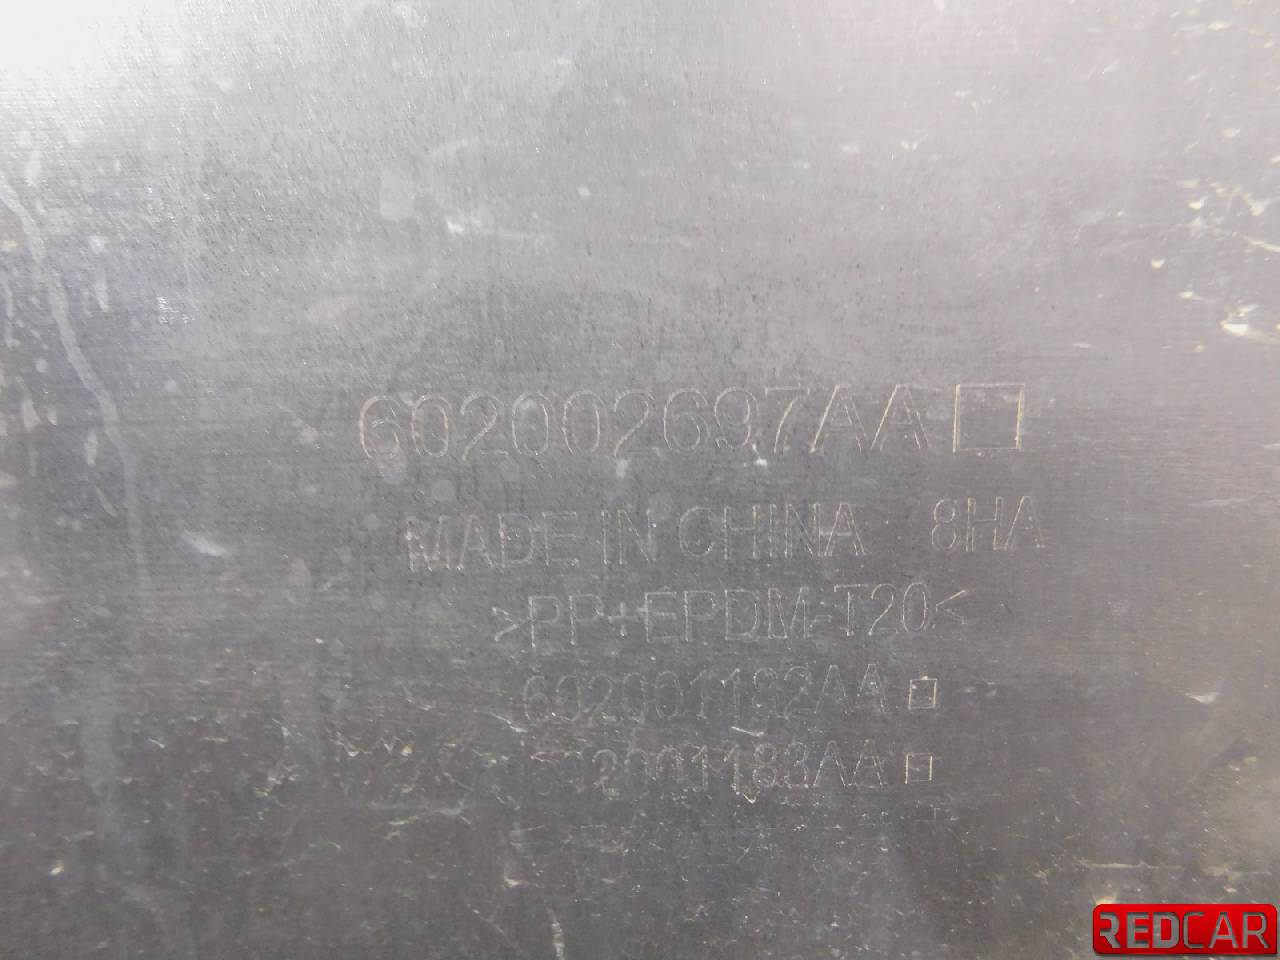 602002697AA
MADE IN CHINA 8HA
>PP+EPDM-T20<
602001182AA
602001183AA
REDCAR